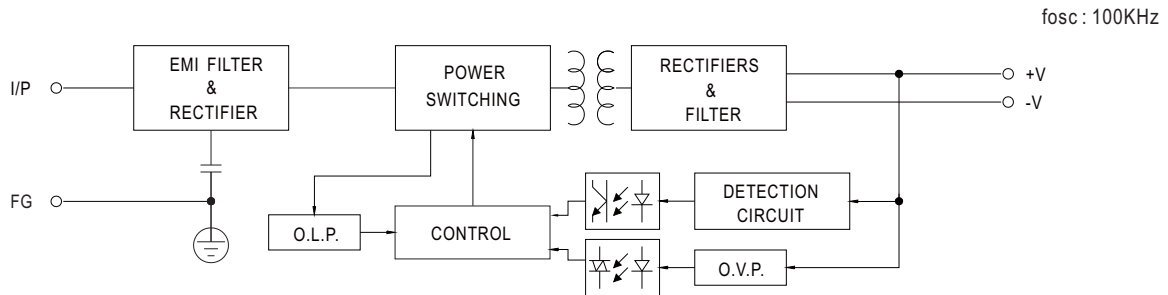 fosc : 100KHz
EMI FILTER
&
RECTIFIER
POWER
SWITCHING
RECTIFIERS
&
FILTER
I/P
+V
-V
FG
O.L.P.
CONTROL
DETECTION
CIRCUIT
O.V.P.